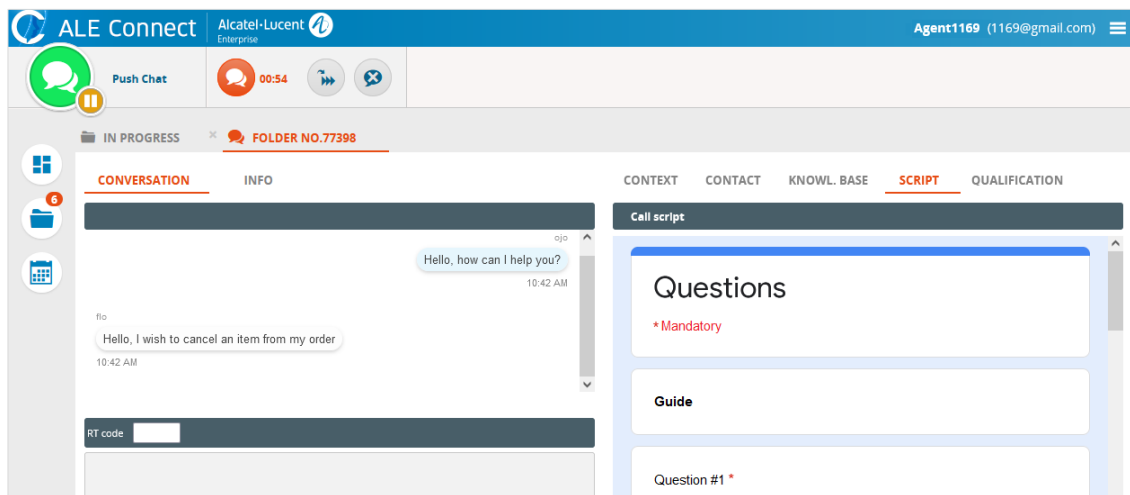 ALE Connect
Alcatel·Lucent
Enterprise
Agent1169 (1169@gmail.com)
Push Chat
00:54
IN PROGRESS
FOLDER NO.77398
6
CONVERSATION INFO
CONTEXT CONTACT KNOWL. BASE SCRIPT QUALIFICATION
ojo
Hello, how can I help you?
10:42 AM
flo
Hello, I wish to cancel an item from my order
10:42 AM
RT code
Call script
Questions
* Mandatory
Guide
Question #1 *